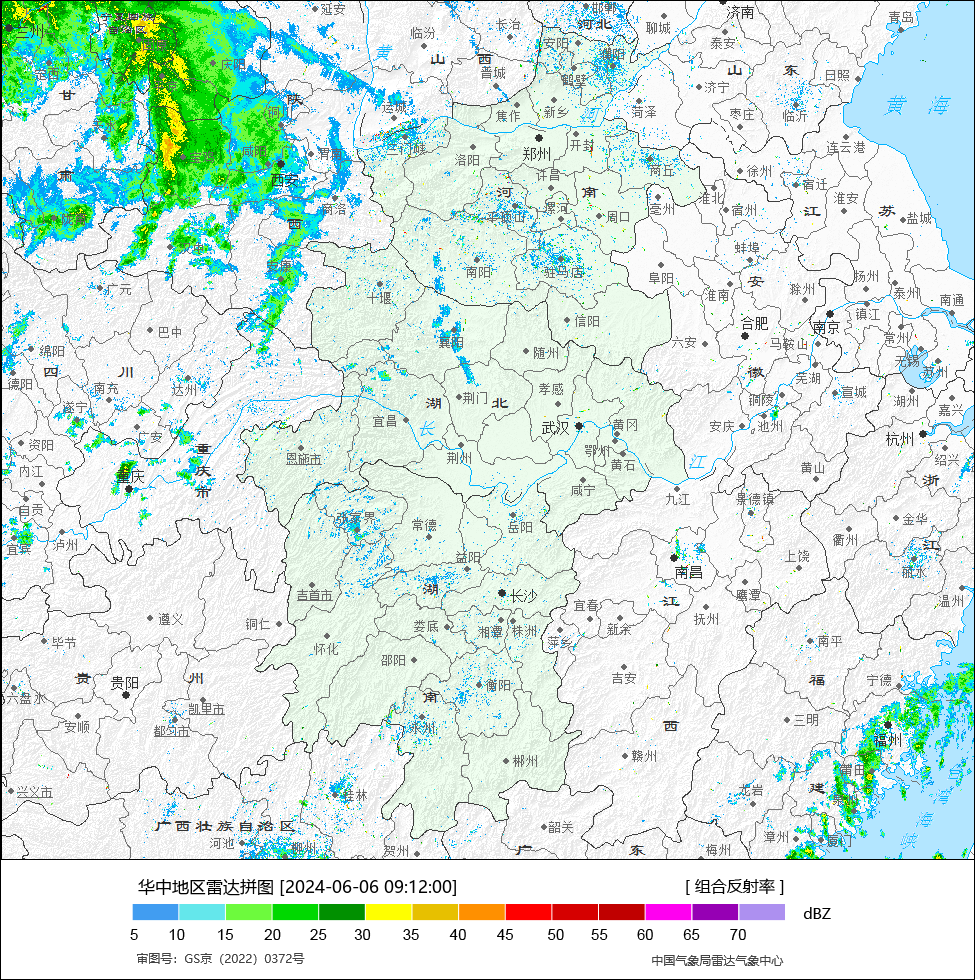 延安
邯郸
河北
聊城
济南
青岛
兰州
临汾
长治
安阳
泰安
黄
山 西
山 东
普城
鹤壁
日照
甘
陕
济宁
运城
焦作
新乡
河
菏泽
枣庄
临沂
黄 海
郑州
开封
连云港
渭南
洛阳
肃
西安
许昌
商丘
徐州
宿迁
商洛
河 南
平顶山
漯河
周口
亳州
淮北
宿州
江 苏
淮安
盐城
西
南阳
驻马店
蚌埠
阜阳
广元
十堰
淮南
安
滁州
扬州
泰州
南通
巴中
信阳
合肥
南京
镇江
绵阳
襄阳
随州
六安
马鞍山
常州
无锡
苏州
德阳
四 川
南充
达州
徽
芜湖
宣城
湖州
遂宁
荆门
湖 北
孝感
铜陵
嘉兴
广安
宜昌
长
武汉
黄冈
安庆
池州
杭州
资阳
重庆市
恩施市
荆州
鄂州
黄石
江
绍兴
内江
重庆
咸宁
九江
黄山
浙
自贡
张家界
常德
岳阳
景德镇
金华
宜宾
泸州
益阳
衢州
江
南昌
上饶
丽水
吉首市
湖
长沙
鹰潭
温州
遵义
铜仁
娄底
湘潭
株洲
宜春
江
抚州
毕节
怀化
邵阳
萍乡
新余
南平
贵 州
贵阳
南
衡阳
吉安
福
宁德
六盘水
凯里市
永州
西
三明
安顺
都匀市
福州
郴州
赣州
莆田
兴义市
桂林
龙岩
建
广西壮族自治区
韶关
漳州
厦门
河池
柳州
贺州
广 东
梅州
海
峡
华中地区雷达拼图 [2024-06-06 09:12:00]
[ 组合反射率 ]
dBZ
5 10 15 20 25 30 35 40 45 50 55 60 65 70
审图号：GS京（2022）0372号
中国气象局雷达气象中心